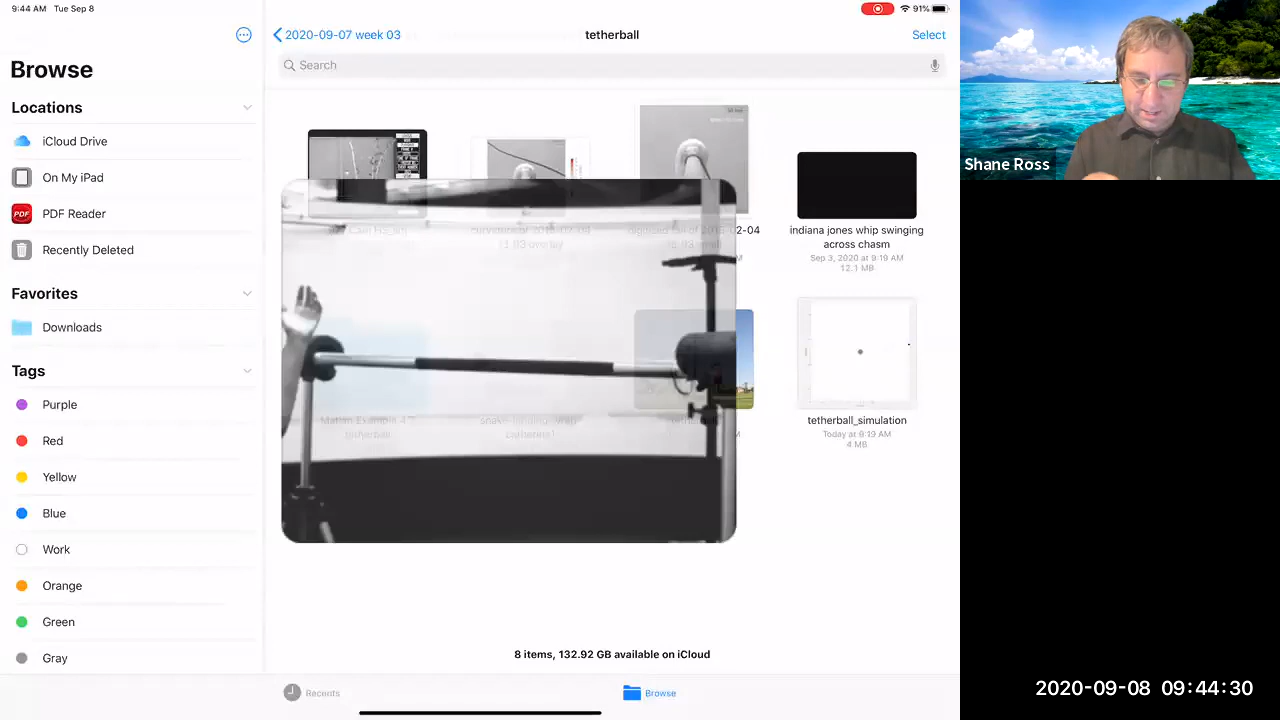 9:44 AM Tue Sep 8
91%
2020-09-07 week 03
tetherball
Select
Search
Browse
Locations
iCloud Drive
On My iPad
PDF Reader
Recently Deleted
Favorites
Downloads
Tags
Purple
Red
Yellow
Blue
Work
Orange
Green
Gray
indiana jones whip swinging
across chasm
Sep 3, 2020 at 9:19 AM
12.1 MB
tetherball_simulation
Today at 9:19 AM
4 MB
8 items, 132.92 GB available on iCloud
Recents
Browse
Shane Ross
2020-09-08 09:44:30